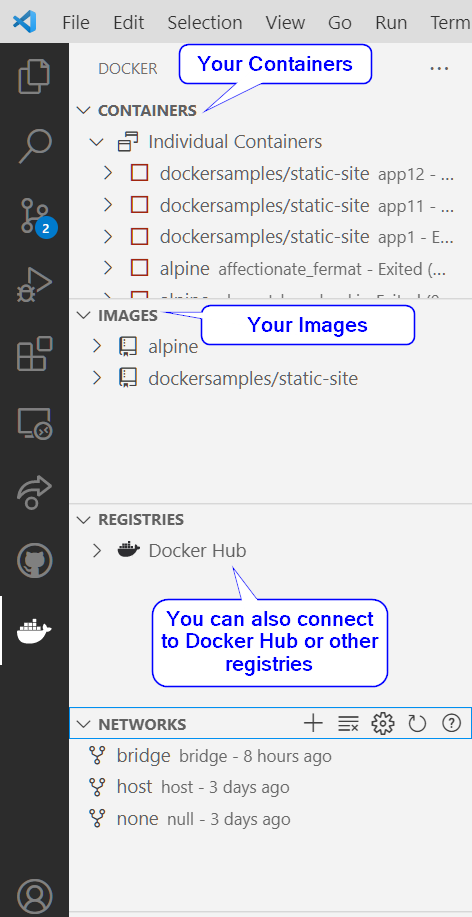 File Edit Selection View Go Run Term
DOCKER
Your Containers
CONTAINERS
Individual Containers
dockersamples/static-site app12 - ...
dockersamples/static-site app11 - ...
dockersamples/static-site app1 - E...
alpine affectionate_fermat - Exited (...
IMAGES
Your Images
alpine
dockersamples/static-site
2
REGISTRIES
Docker Hub
You can also connect
to Docker Hub or other
registries
NETWORKS
bridge bridge - 8 hours ago
host host - 3 days ago
none null - 3 days ago